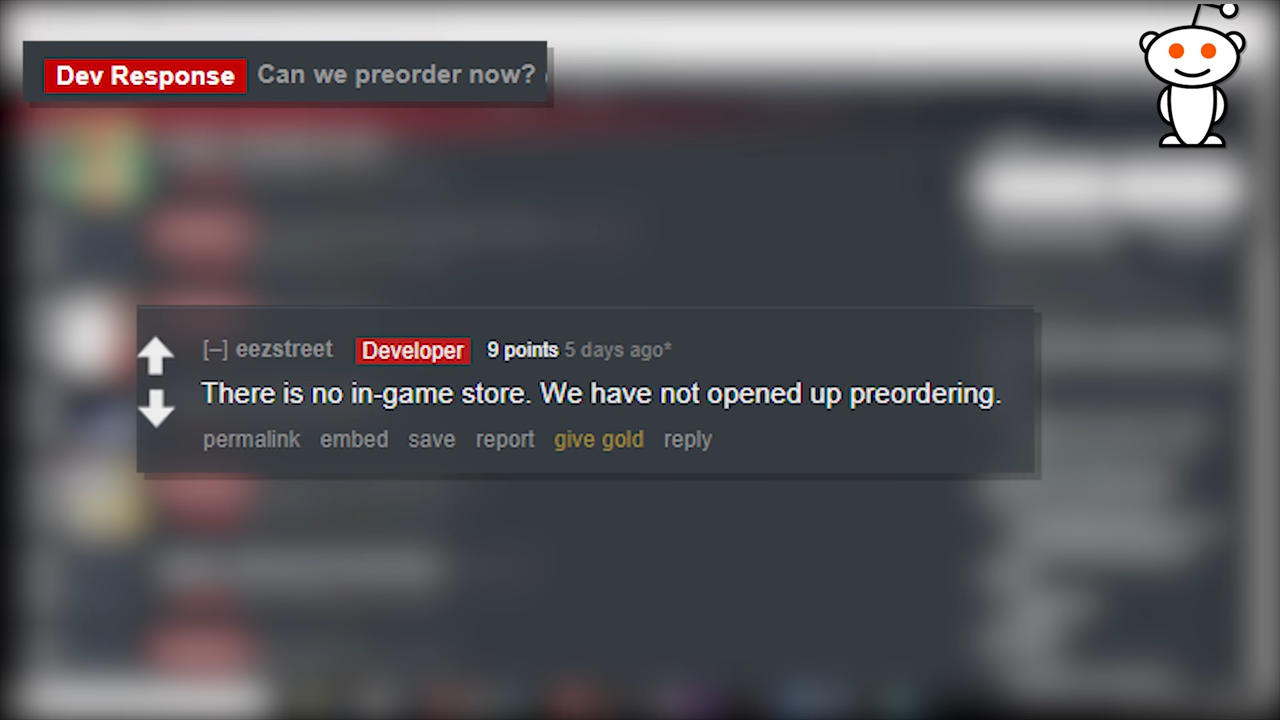 Dev Response Can we preorder now?
[–] eezstreet Developer 9 points 5 days ago*
There is no in-game store. We have not opened up preordering.
permalink embed save report give gold reply